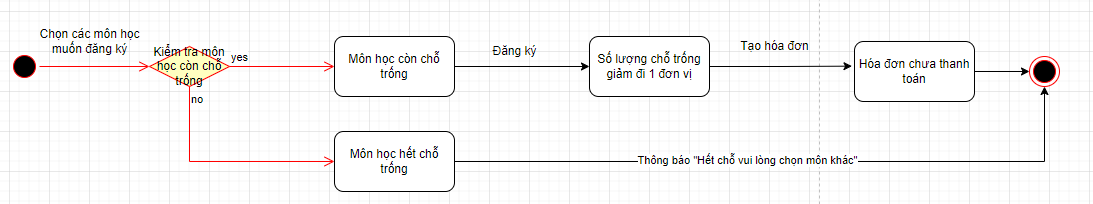 Chọn các môn học
muốn đăng ký
Kiểm tra môn
học còn chỗ
trống
yes
no
Môn học còn chỗ
trống
Đăng ký
Số lượng chỗ trống
giảm đi 1 đơn vị
Tạo hóa đơn
Hóa đơn chưa thanh
toán
Môn học hết chỗ
trống
Thông báo "Hết chỗ vui lòng chọn môn khác"